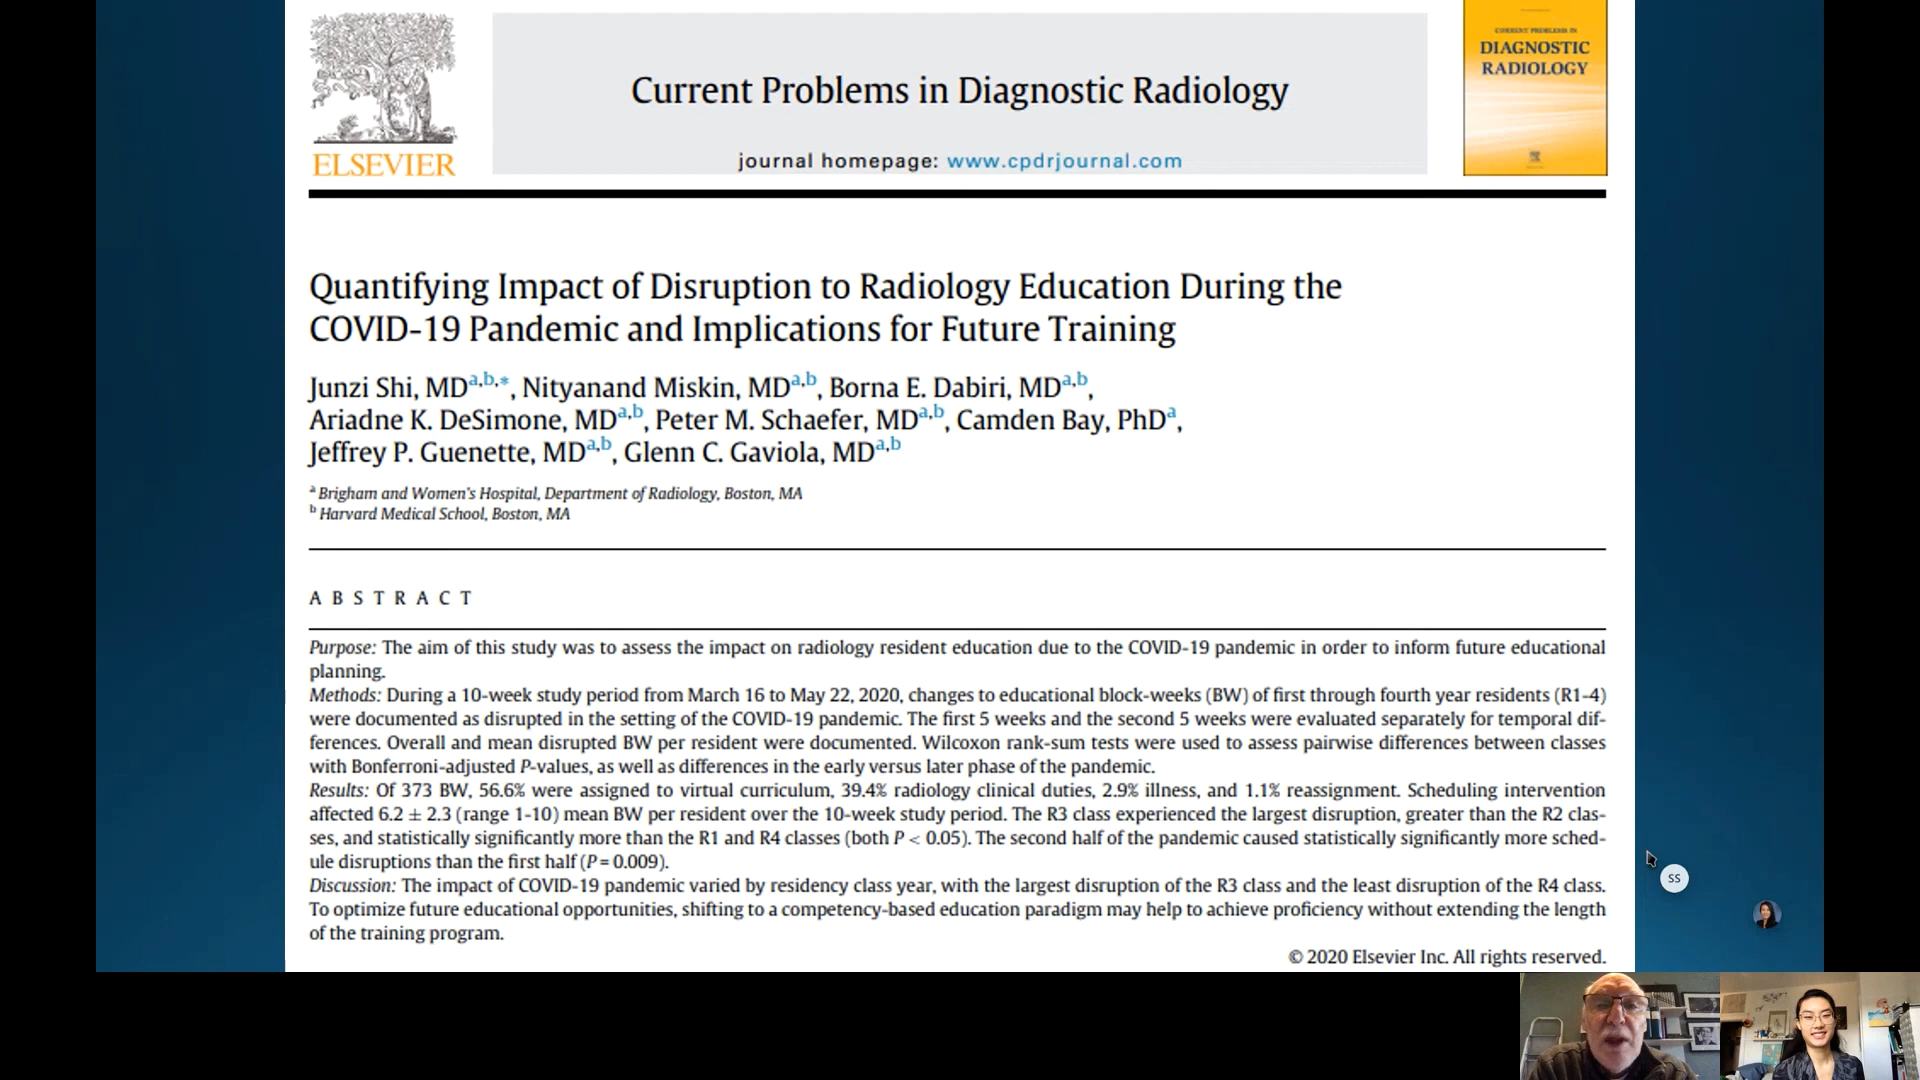 ELSEVIER
Current Problems in Diagnostic Radiology
journal homepage: www.cpdrjournal.com
CURRENT PROBLEMS IN
DIAGNOSTIC
RADIOLOGY
Quantifying Impact of Disruption to Radiology Education During the
COVID-19 Pandemic and Implications for Future Training
Junzi Shi, MDa,b,*, Nityanand Miskin, MDa,b, Borna E. Dabiri, MDa,b,
Ariadne K. DeSimone, MDa,b, Peter M. Schaefer, MDa,b, Camden Bay, PhDa,
Jeffrey P. Guenette, MDa,b, Glenn C. Gaviola, MDa,b
a Brigham and Women's Hospital, Department of Radiology, Boston, MA
b Harvard Medical School, Boston, MA
ABSTRACT
Purpose: The aim of this study was to assess the impact on radiology resident education due to the COVID-19 pandemic in order to inform future educational
planning.
Methods: During a 10-week study period from March 16 to May 22, 2020, changes to educational block-weeks (BW) of first through fourth year residents (R1-4)
were documented as disrupted in the setting of the COVID-19 pandemic. The first 5 weeks and the second 5 weeks were evaluated separately for temporal dif-
ferences. Overall and mean disrupted BW per resident were documented. Wilcoxon rank-sum tests were used to assess pairwise differences between classes
with Bonferroni-adjusted P-values, as well as differences in the early versus later phase of the pandemic.
Results: Of 373 BW, 56.6% were assigned to virtual curriculum, 39.4% radiology clinical duties, 2.9% illness, and 1.1% reassignment. Scheduling intervention
affected 6.2 ± 2.3 (range 1-10) mean BW per resident over the 10-week study period. The R3 class experienced the largest disruption, greater than the R2 clas-
ses, and statistically significantly more than the R1 and R4 classes (both P < 0.05). The second half of the pandemic caused statistically significantly more sched-
ule disruptions than the first half (P = 0.009).
Discussion: The impact of COVID-19 pandemic varied by residency class year, with the largest disruption of the R3 class and the least disruption of the R4 class.
To optimize future educational opportunities, shifting to a competency-based education paradigm may help to achieve proficiency without extending the length
of the training program.
© 2020 Elsevier Inc. All rights reserved.
SS